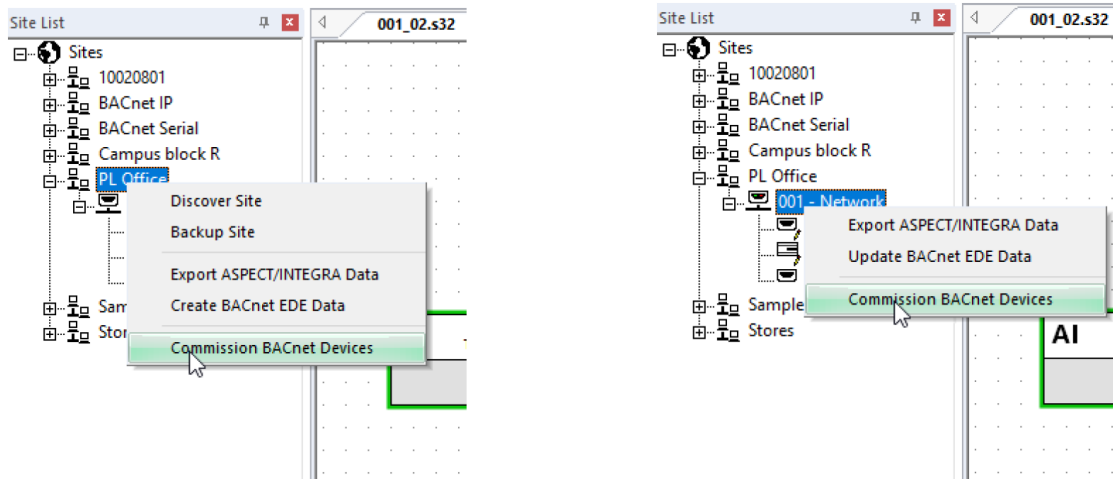 Site List
001_02.s32
Sites
10020801
BACnet IP
BACnet Serial
Campus block R
PL Office
Discover Site
Backup Site
Export ASPECT/INTEGRA Data
Sam
Create BACnet EDE Data
Stor
Commission BACnet Devices
Site List
001_02.s32
Sites
10020801
BACnet IP
BACnet Serial
Campus block R
PL Office
001 - Network
Export ASPECT/INTEGRA Data
Update BACnet EDE Data
Sample
Commission BACnet Devices
Stores
AI